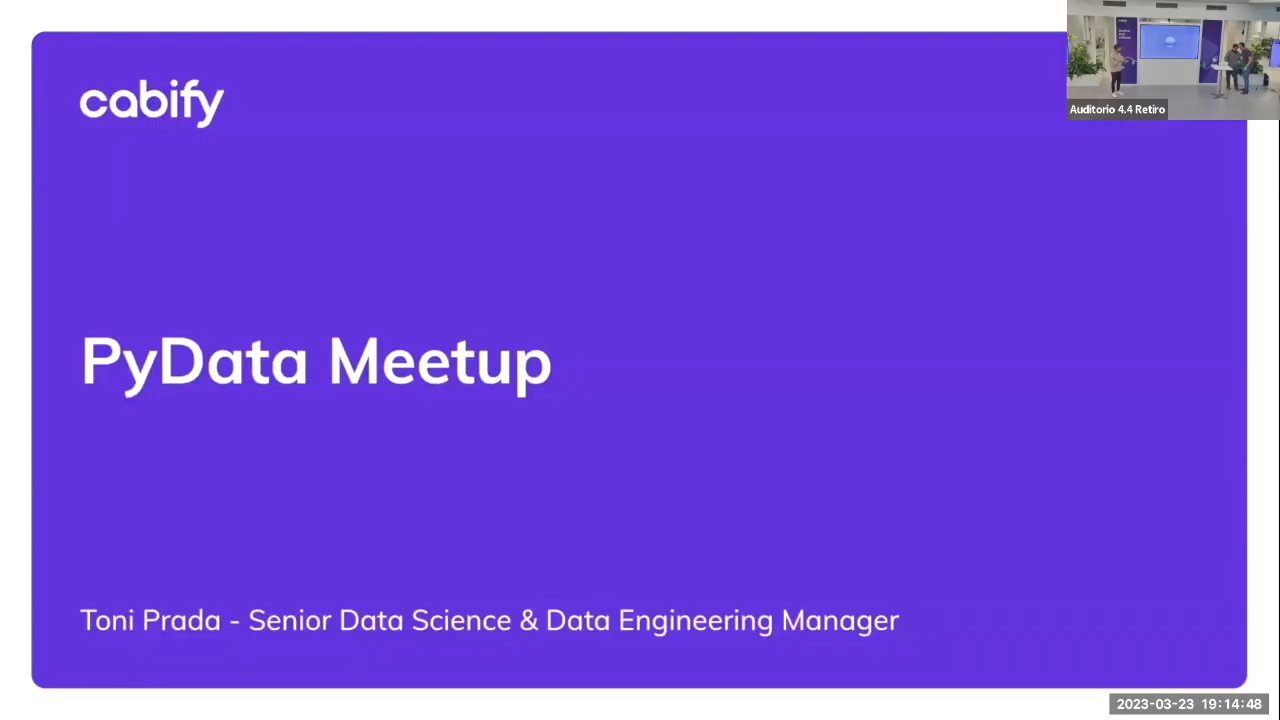 cabify
Auditorio 4.4 Retiro
PyData Meetup
Toni Prada - Senior Data Science & Data Engineering Manager
2023-03-23 19:14:48